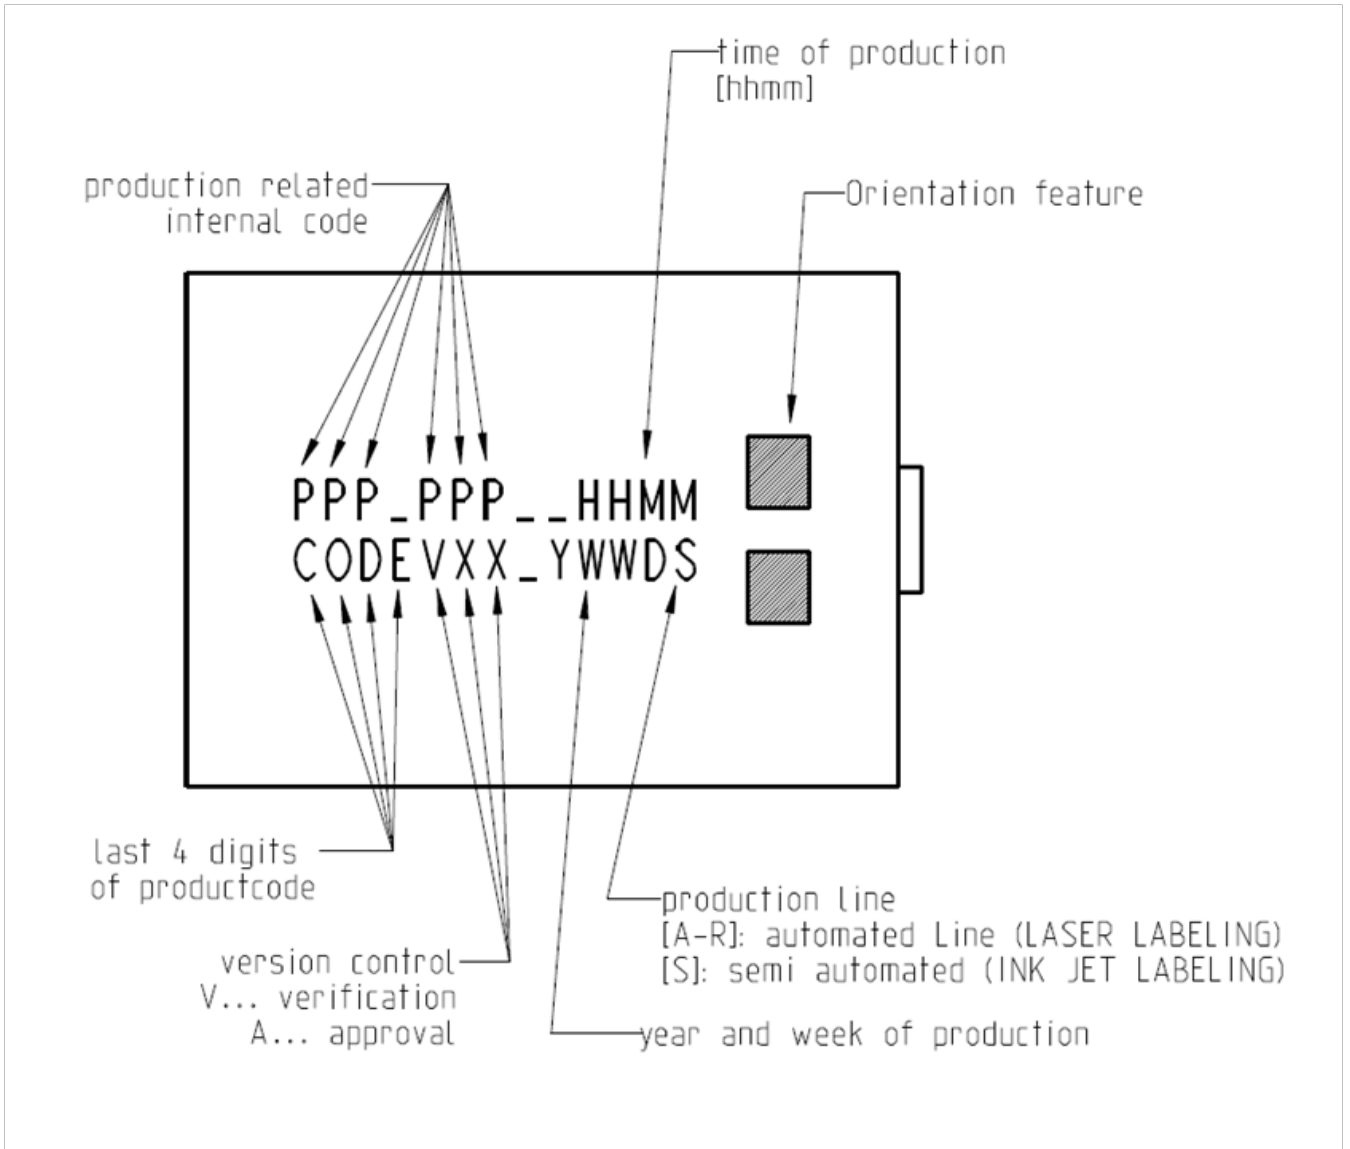 time of production
[hhmm]
production related
internal code
Orientation feature
PPP_PPP__HHMM
CODEVXX_YWWDS
last 4 digits
of productcode
production line
[A-R]: automated Line (LASER LABELING)
[S]: semi automated (INK JET LABELING)
version control
V... verification
A... approval
year and week of production